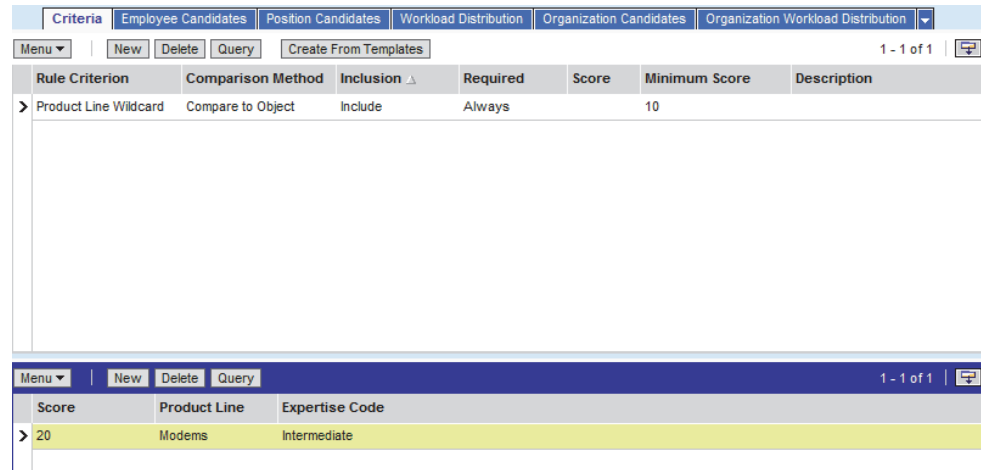 Criteria Employee Candidates Position Candidates Workload Distribution Organization Candidates Organization Workload Distribution
Menu New Delete Query Create From Templates 1 - 1 of 1
Rule Criterion Comparison Method Inclusion Required Score Minimum Score Description
Product Line Wildcard Compare to Object Include Always 10
Menu New Delete Query 1 - 1 of 1
Score Product Line Expertise Code
20 Modems Intermediate